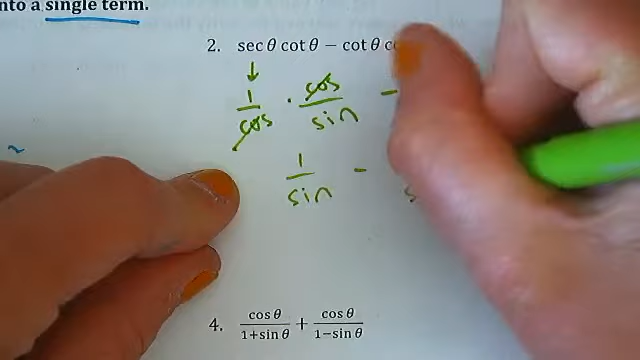 nto a single term.
2. sec θ cot θ − cot θ c
1/cos · cos/sin −
1/sin − s
4. cos θ/1+sin θ + cos θ/1−sin θ